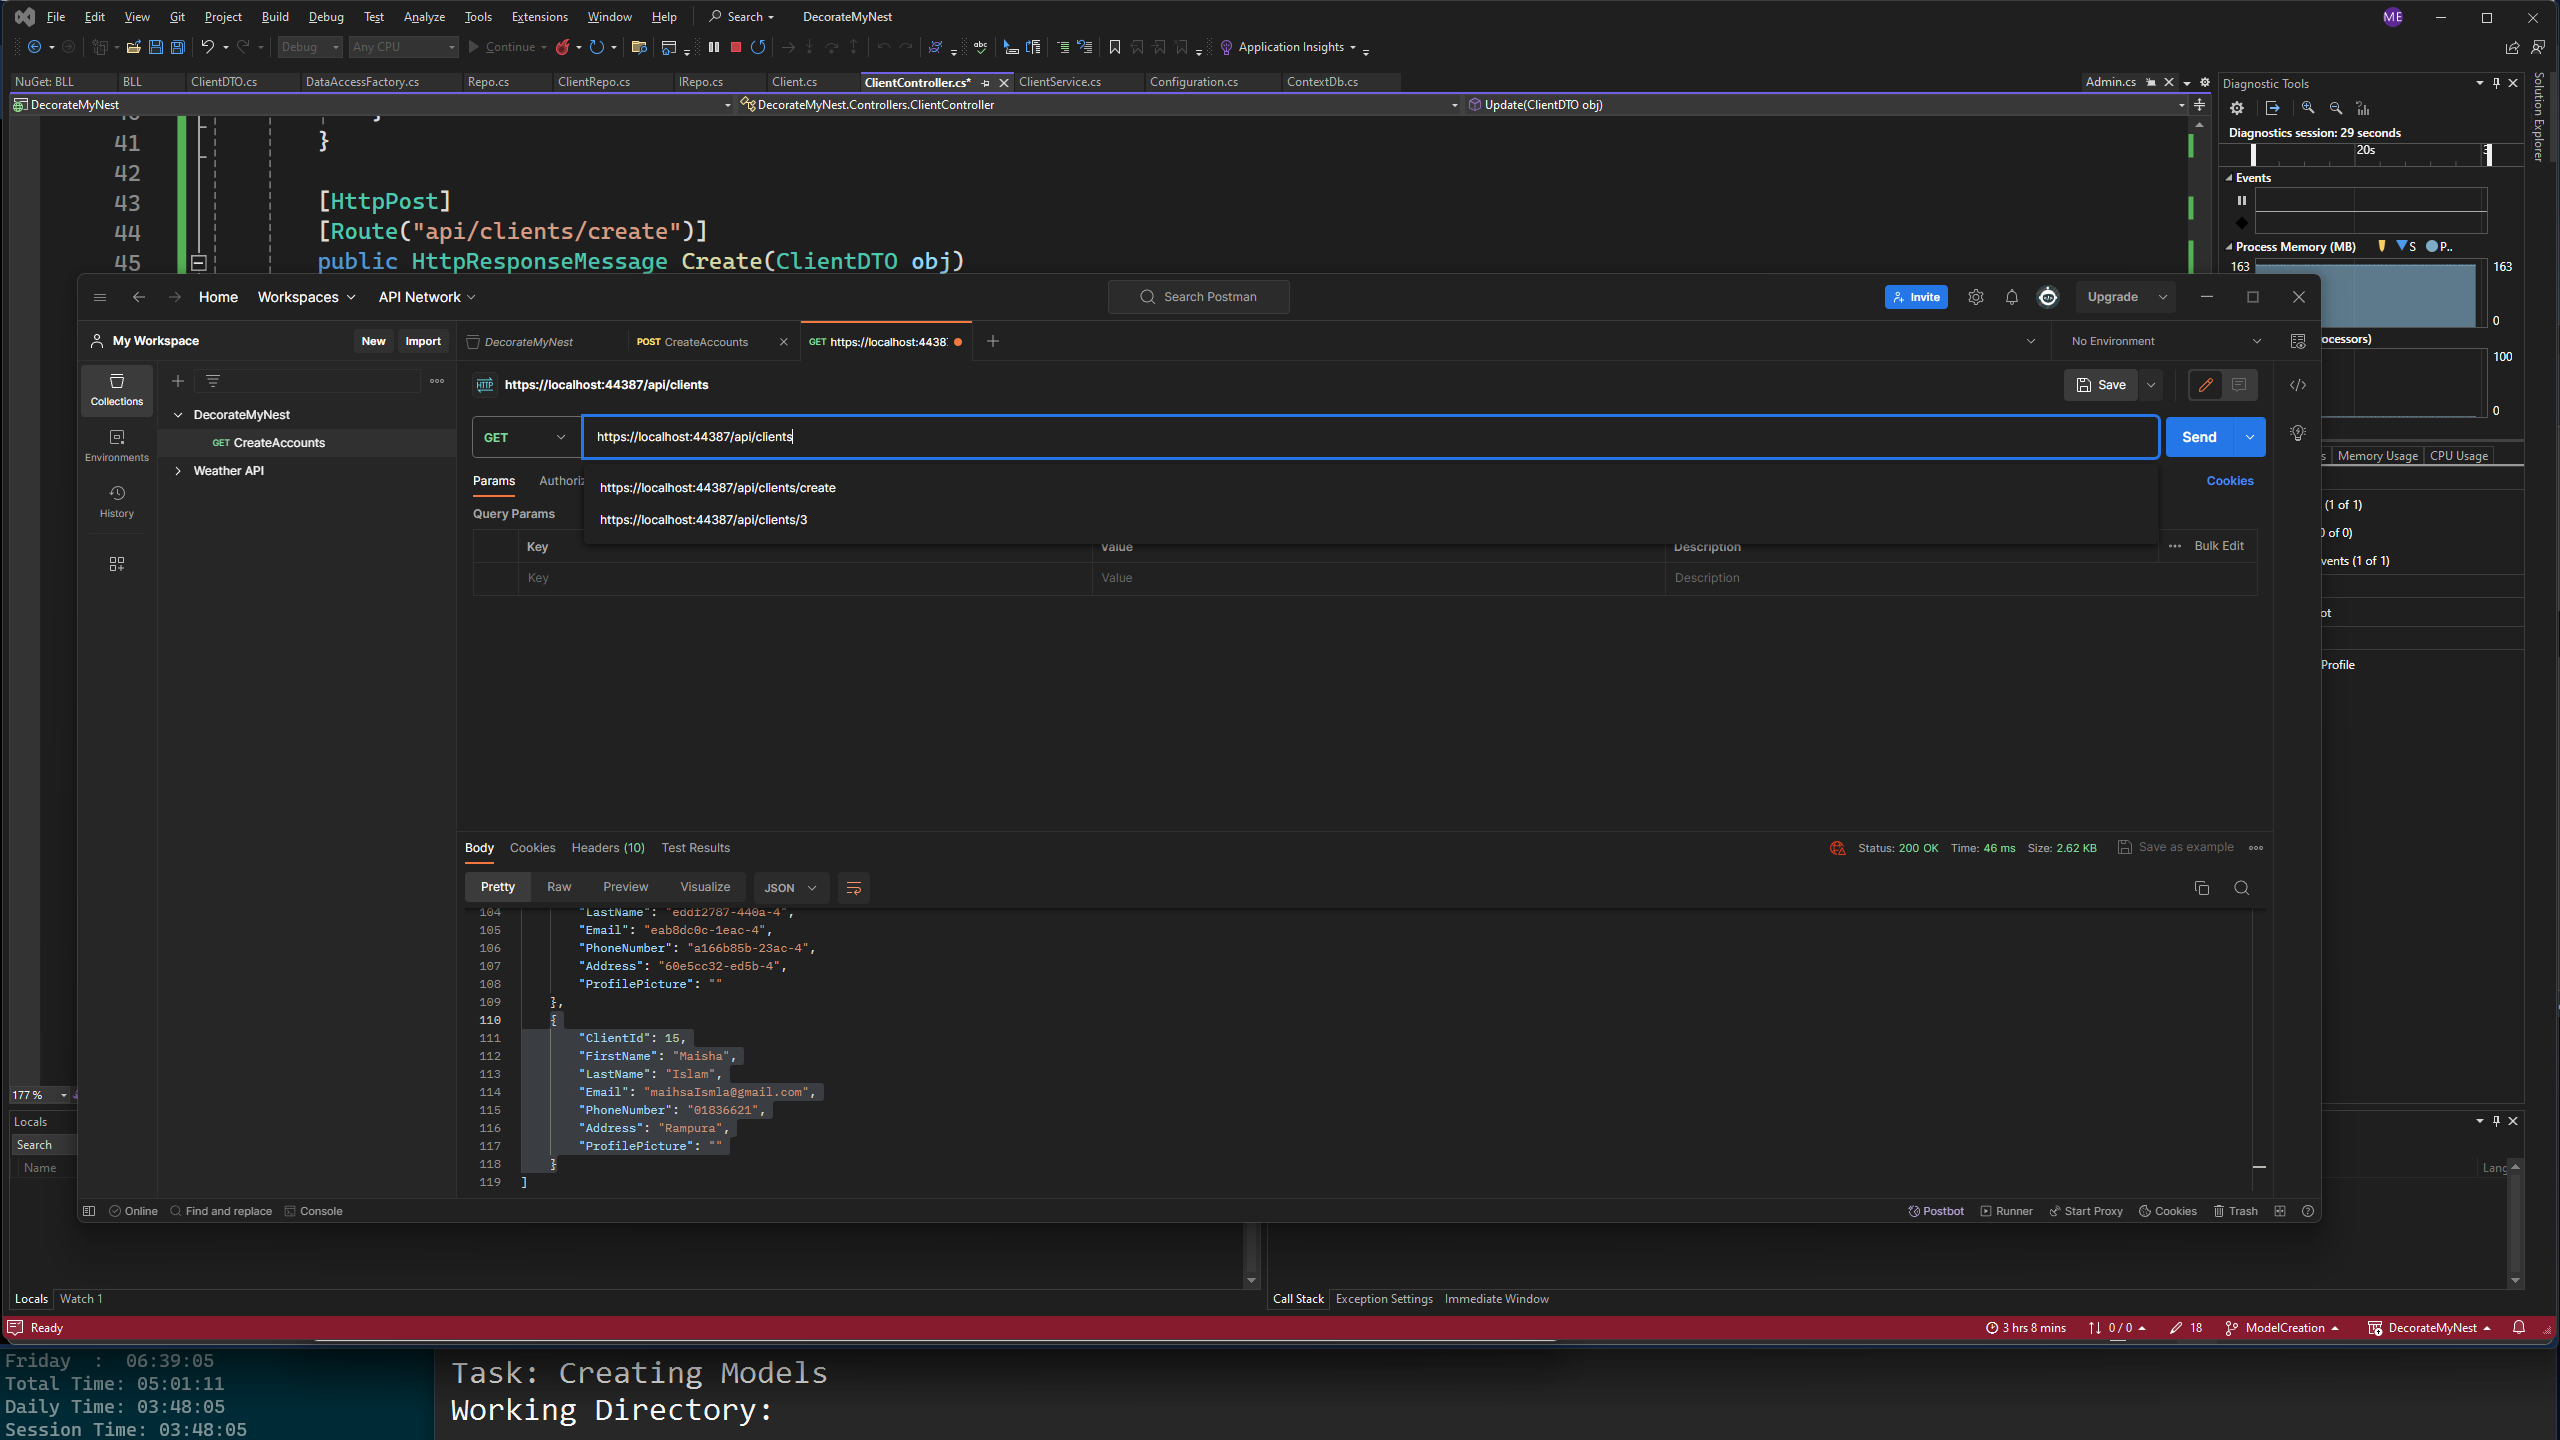 File Edit View Git Project Build Debug Test Analyze Tools Extensions Window Help Search DecorateMyNest ME
Debug Any CPU Continue Application Insights
NuGet: BLL BLL ClientDTO.cs DataAccessFactory.cs Repo.cs ClientRepo.cs IRepo.cs Client.cs ClientController.cs* ClientService.cs Configuration.cs ContextDb.cs Admin.cs
DecorateMyNest DecorateMyNest.Controllers.ClientController Update(ClientDTO obj)
41 }
42
43 [HttpPost]
44 [Route("api/clients/create")]
45 public HttpResponseMessage Create(ClientDTO obj)
Diagnostic Tools
Diagnostics session: 29 seconds
20s
Events
Process Memory (MB) S P..
163 163
0
ocessors)
100
0
Memory Usage CPU Usage
(1 of 1)
of 0)
vents (1 of 1)
ot
Profile
Solution Explorer
Home Workspaces API Network Search Postman Invite Upgrade
My Workspace New Import
DecorateMyNest POST CreateAccounts GET https://localhost:4438 No Environment
Collections
Environments
History
DecorateMyNest
GET CreateAccounts
Weather API
HTTP https://localhost:44387/api/clients Save
GET https://localhost:44387/api/clients Send
https://localhost:44387/api/clients/create
https://localhost:44387/api/clients/3
Params Authoriz Cookies
Query Params
Key Value Description Bulk Edit
Key Value Description
Body Cookies Headers (10) Test Results Status: 200 OK Time: 46 ms Size: 2.62 KB Save as example
Pretty Raw Preview Visualize JSON
104 "LastName": "eddf2787-440a-4",
105 "Email": "eab8dc0c-1eac-4",
106 "PhoneNumber": "a166b85b-23ac-4",
107 "Address": "60e5cc32-ed5b-4",
108 "ProfilePicture": ""
109 },
110 {
111 "ClientId": 15,
112 "FirstName": "Maisha",
113 "LastName": "Islam",
114 "Email": "maihsaIsmla@gmail.com",
115 "PhoneNumber": "01836621",
116 "Address": "Rampura",
117 "ProfilePicture": ""
118 }
119 ]
Online Find and replace Console Postbot Runner Start Proxy Cookies Trash
177 %
Locals
Search
Name
Lang
Locals Watch 1
Call Stack Exception Settings Immediate Window
Ready 3 hrs 8 mins 0 / 0 18 ModelCreation DecorateMyNest
Friday : 06:39:05
Total Time: 05:01:11
Daily Time: 03:48:05
Session Time: 03:48:05
Task: Creating Models
Working Directory: